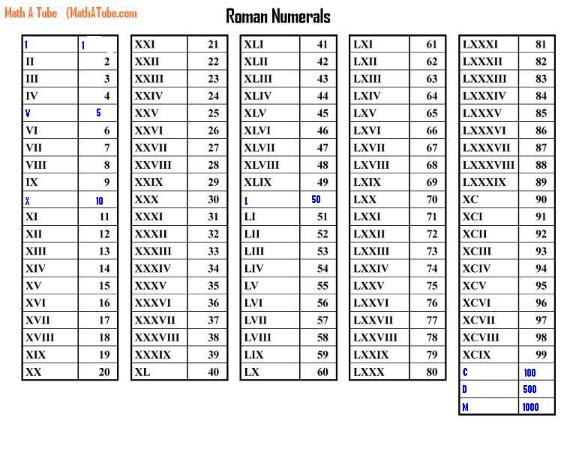 Math A Tube (MathATube.com
Roman Numerals
I 1 XXI 21 XLI 41 LXI 61 LXXXI 81
II 2 XXII 22 XLII 42 LXII 62 LXXXII 82
III 3 XXIII 23 XLIII 43 LXIII 63 LXXXIII 83
IV 4 XXIV 24 XLIV 44 LXIV 64 LXXXIV 84
V 5 XXV 25 XLV 45 LXV 65 LXXXV 85
VI 6 XXVI 26 XLVI 46 LXVI 66 LXXXVI 86
VII 7 XXVII 27 XLVII 47 LXVII 67 LXXXVII 87
VIII 8 XXVIII 28 XLVIII 48 LXVIII 68 LXXXVIII 88
IX 9 XXIX 29 XLIX 49 LXIX 69 LXXXIX 89
X 10 XXX 30 L 50 LXX 70 XC 90
XI 11 XXXI 31 LI 51 LXXI 71 XCI 91
XII 12 XXXII 32 LII 52 LXXII 72 XCII 92
XIII 13 XXXIII 33 LIII 53 LXXIII 73 XCIII 93
XIV 14 XXXIV 34 LIV 54 LXXIV 74 XCIV 94
XV 15 XXXV 35 LV 55 LXXV 75 XCV 95
XVI 16 XXXVI 36 LVI 56 LXXVI 76 XCVI 96
XVII 17 XXXVII 37 LVII 57 LXXVII 77 XCVII 97
XVIII 18 XXXVIII 38 LVIII 58 LXXVIII 78 XCVIII 98
XIX 19 XXXIX 39 LIX 59 LXXIX 79 XCIX 99
XX 20 XL 40 LX 60 LXXX 80 C 100
D 500
M 1000